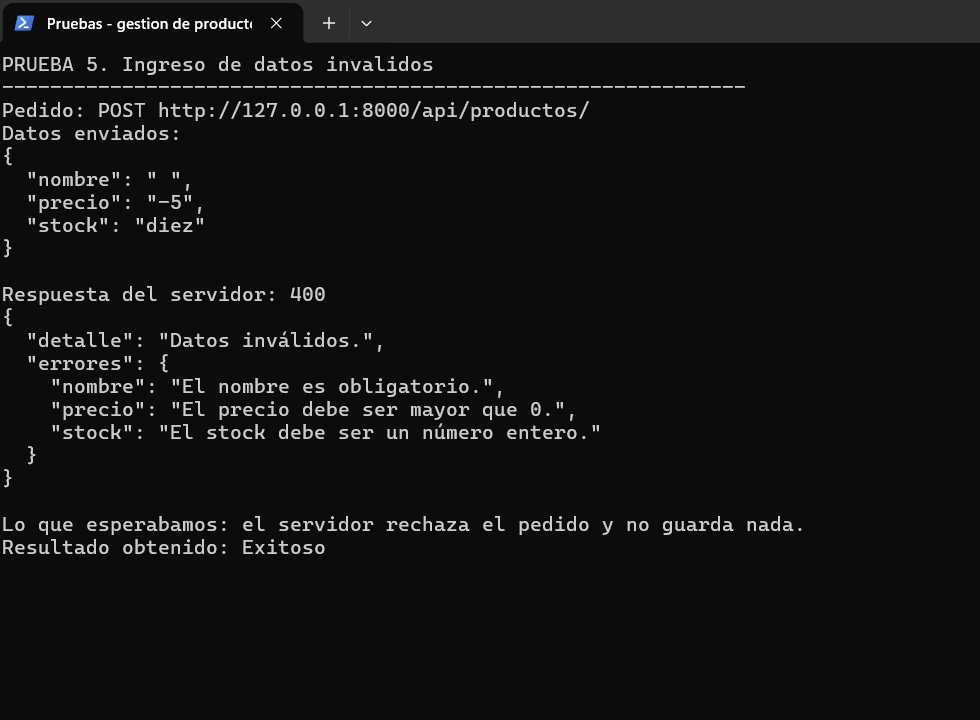 Pruebas - gestion de product
PRUEBA 5. Ingreso de datos invalidos
--------------------------------------------------------------
Pedido: POST http://127.0.0.1:8000/api/productos/
Datos enviados:
{
  "nombre": " ",
  "precio": "-5",
  "stock": "diez"
}
Respuesta del servidor: 400
{
  "detalle": "Datos inválidos.",
  "errores": {
    "nombre": "El nombre es obligatorio.",
    "precio": "El precio debe ser mayor que 0.",
    "stock": "El stock debe ser un número entero."
  }
}
Lo que esperabamos: el servidor rechaza el pedido y no guarda nada.
Resultado obtenido: Exitoso